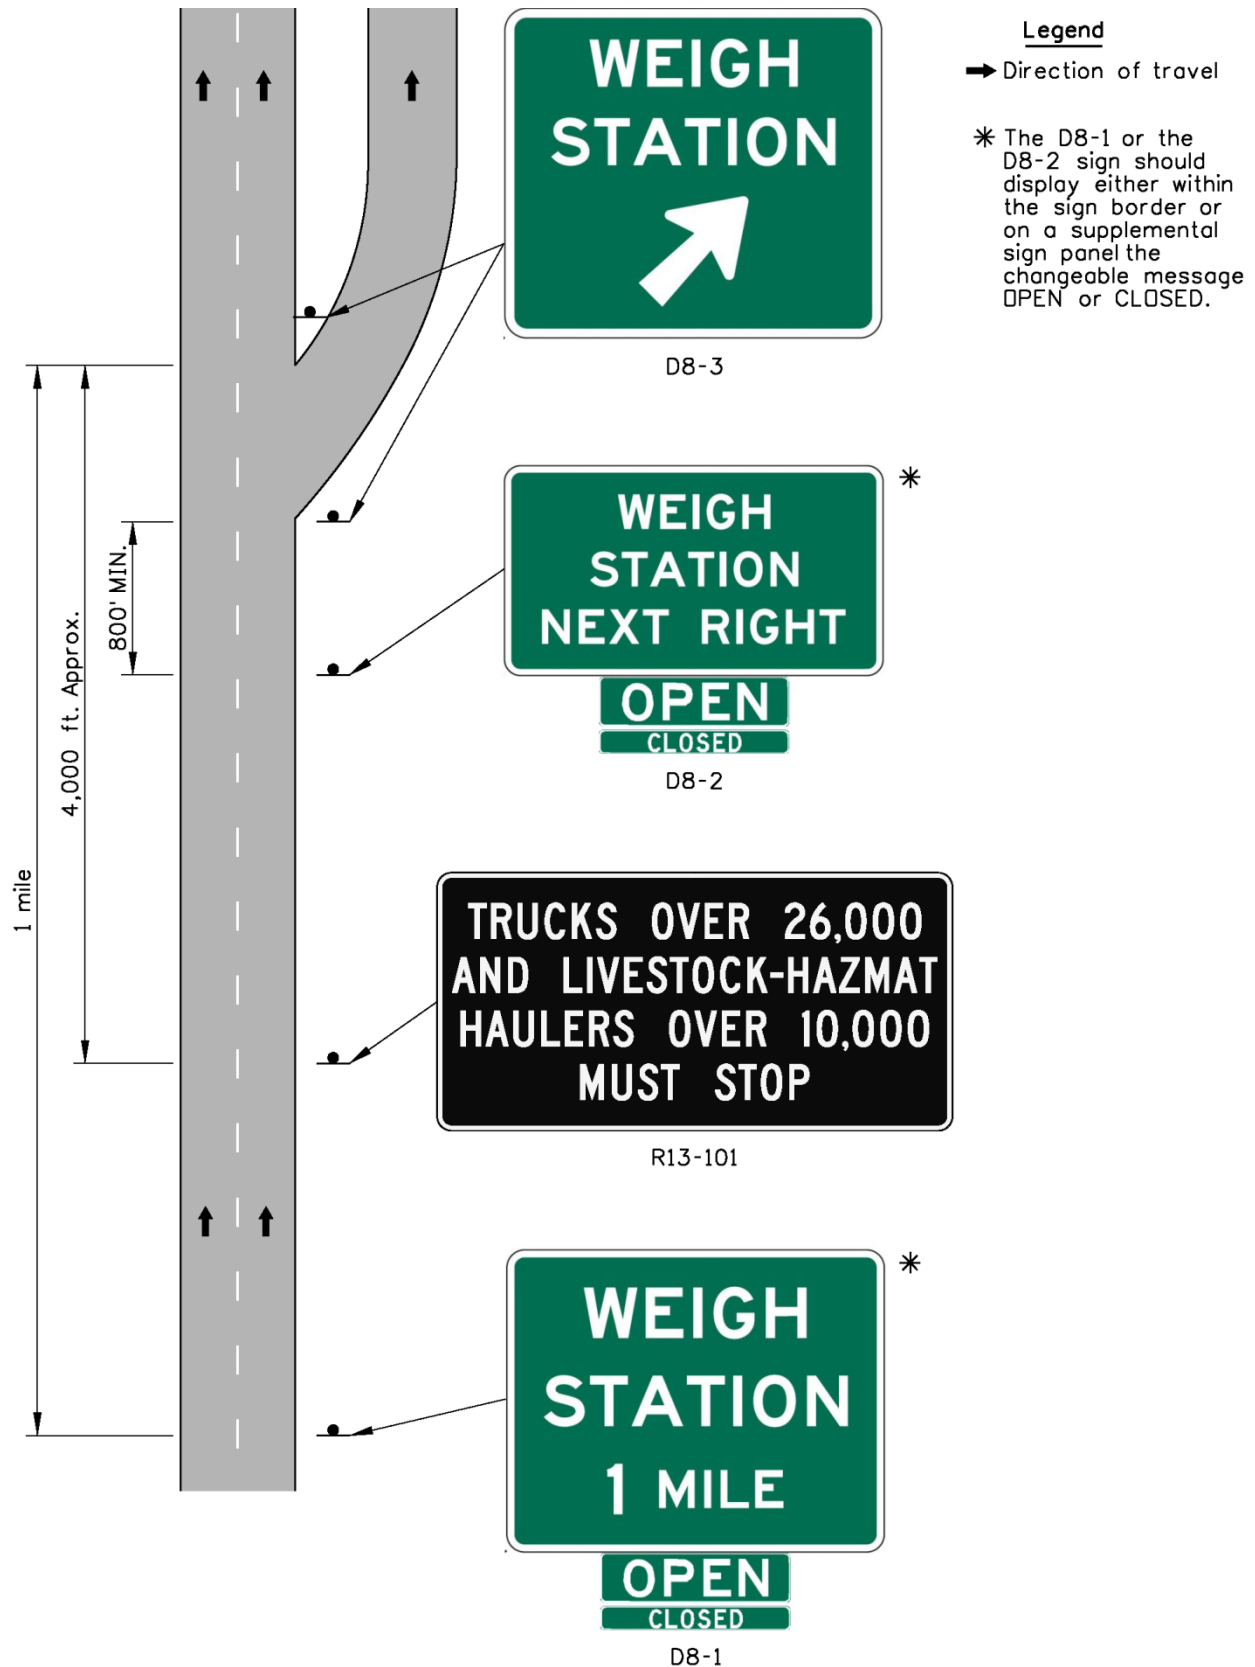 WEIGH
STATION
D8-3
Legend
Direction of travel
* The D8-1 or the
D8-2 sign should
display either within
the sign border or
on a supplemental
sign panel the
changeable message
OPEN or CLOSED.
WEIGH
STATION
NEXT RIGHT
*
OPEN
CLOSED
D8-2
800' MIN.
4,000 ft. Approx.
1 mile
TRUCKS OVER 26,000
AND LIVESTOCK-HAZMAT
HAULERS OVER 10,000
MUST STOP
R13-101
WEIGH
STATION
1 MILE
*
OPEN
CLOSED
D8-1